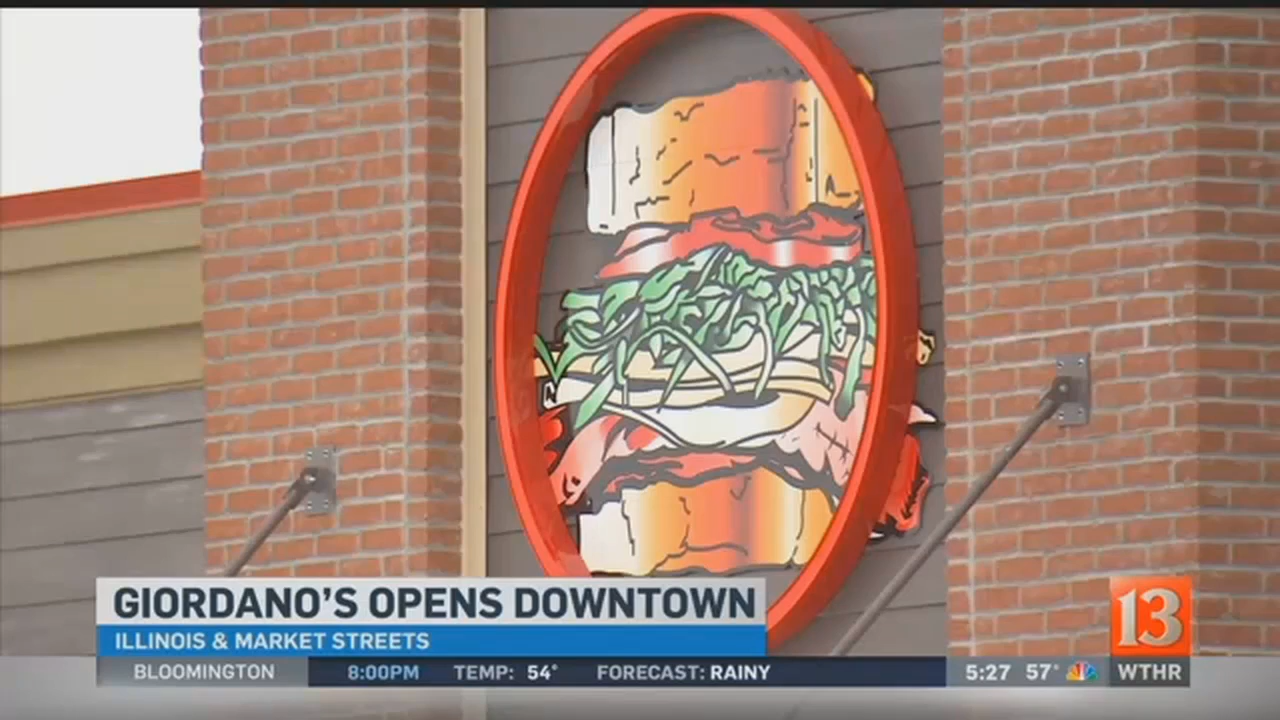 GIORDANO'S OPENS DOWNTOWN
ILLINOIS & MARKET STREETS
BLOOMINGTON 8:00PM TEMP: 54° FORECAST: RAINY 5:27 57°
13
WTHR